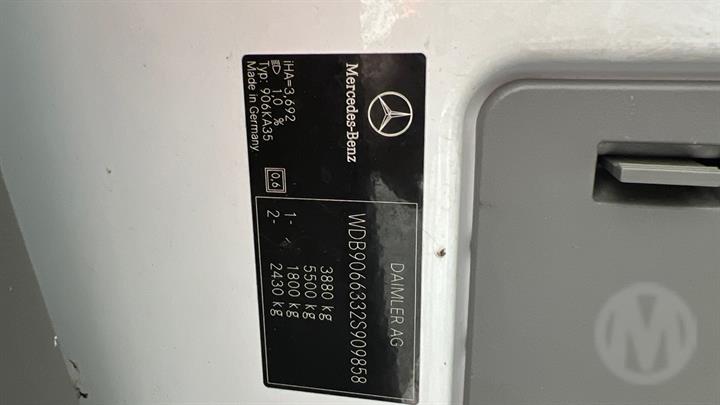 Mercedes-Benz
DAIMLER AG
WDB9066332S909858
3880 kg
5500 kg
1- 1800 kg
2- 2430 kg
0,6
iHA=3,692
1,0 %
Typ: 906KA35
Made in Germany
M